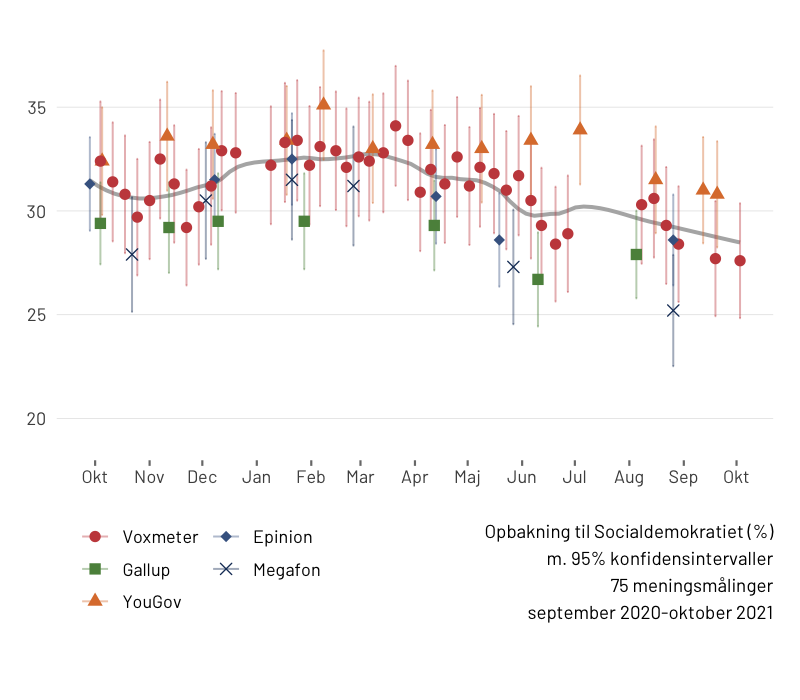 35
30
25
20
Okt Nov Dec Jan Feb Mar Apr Maj Jun Jul Aug Sep Okt
Voxmeter Epinion
Gallup Megafon
YouGov
Opbakning til Socialdemokratiet (%)
m. 95% konfidensintervaller
75 meningsmålinger
september 2020-oktober 2021